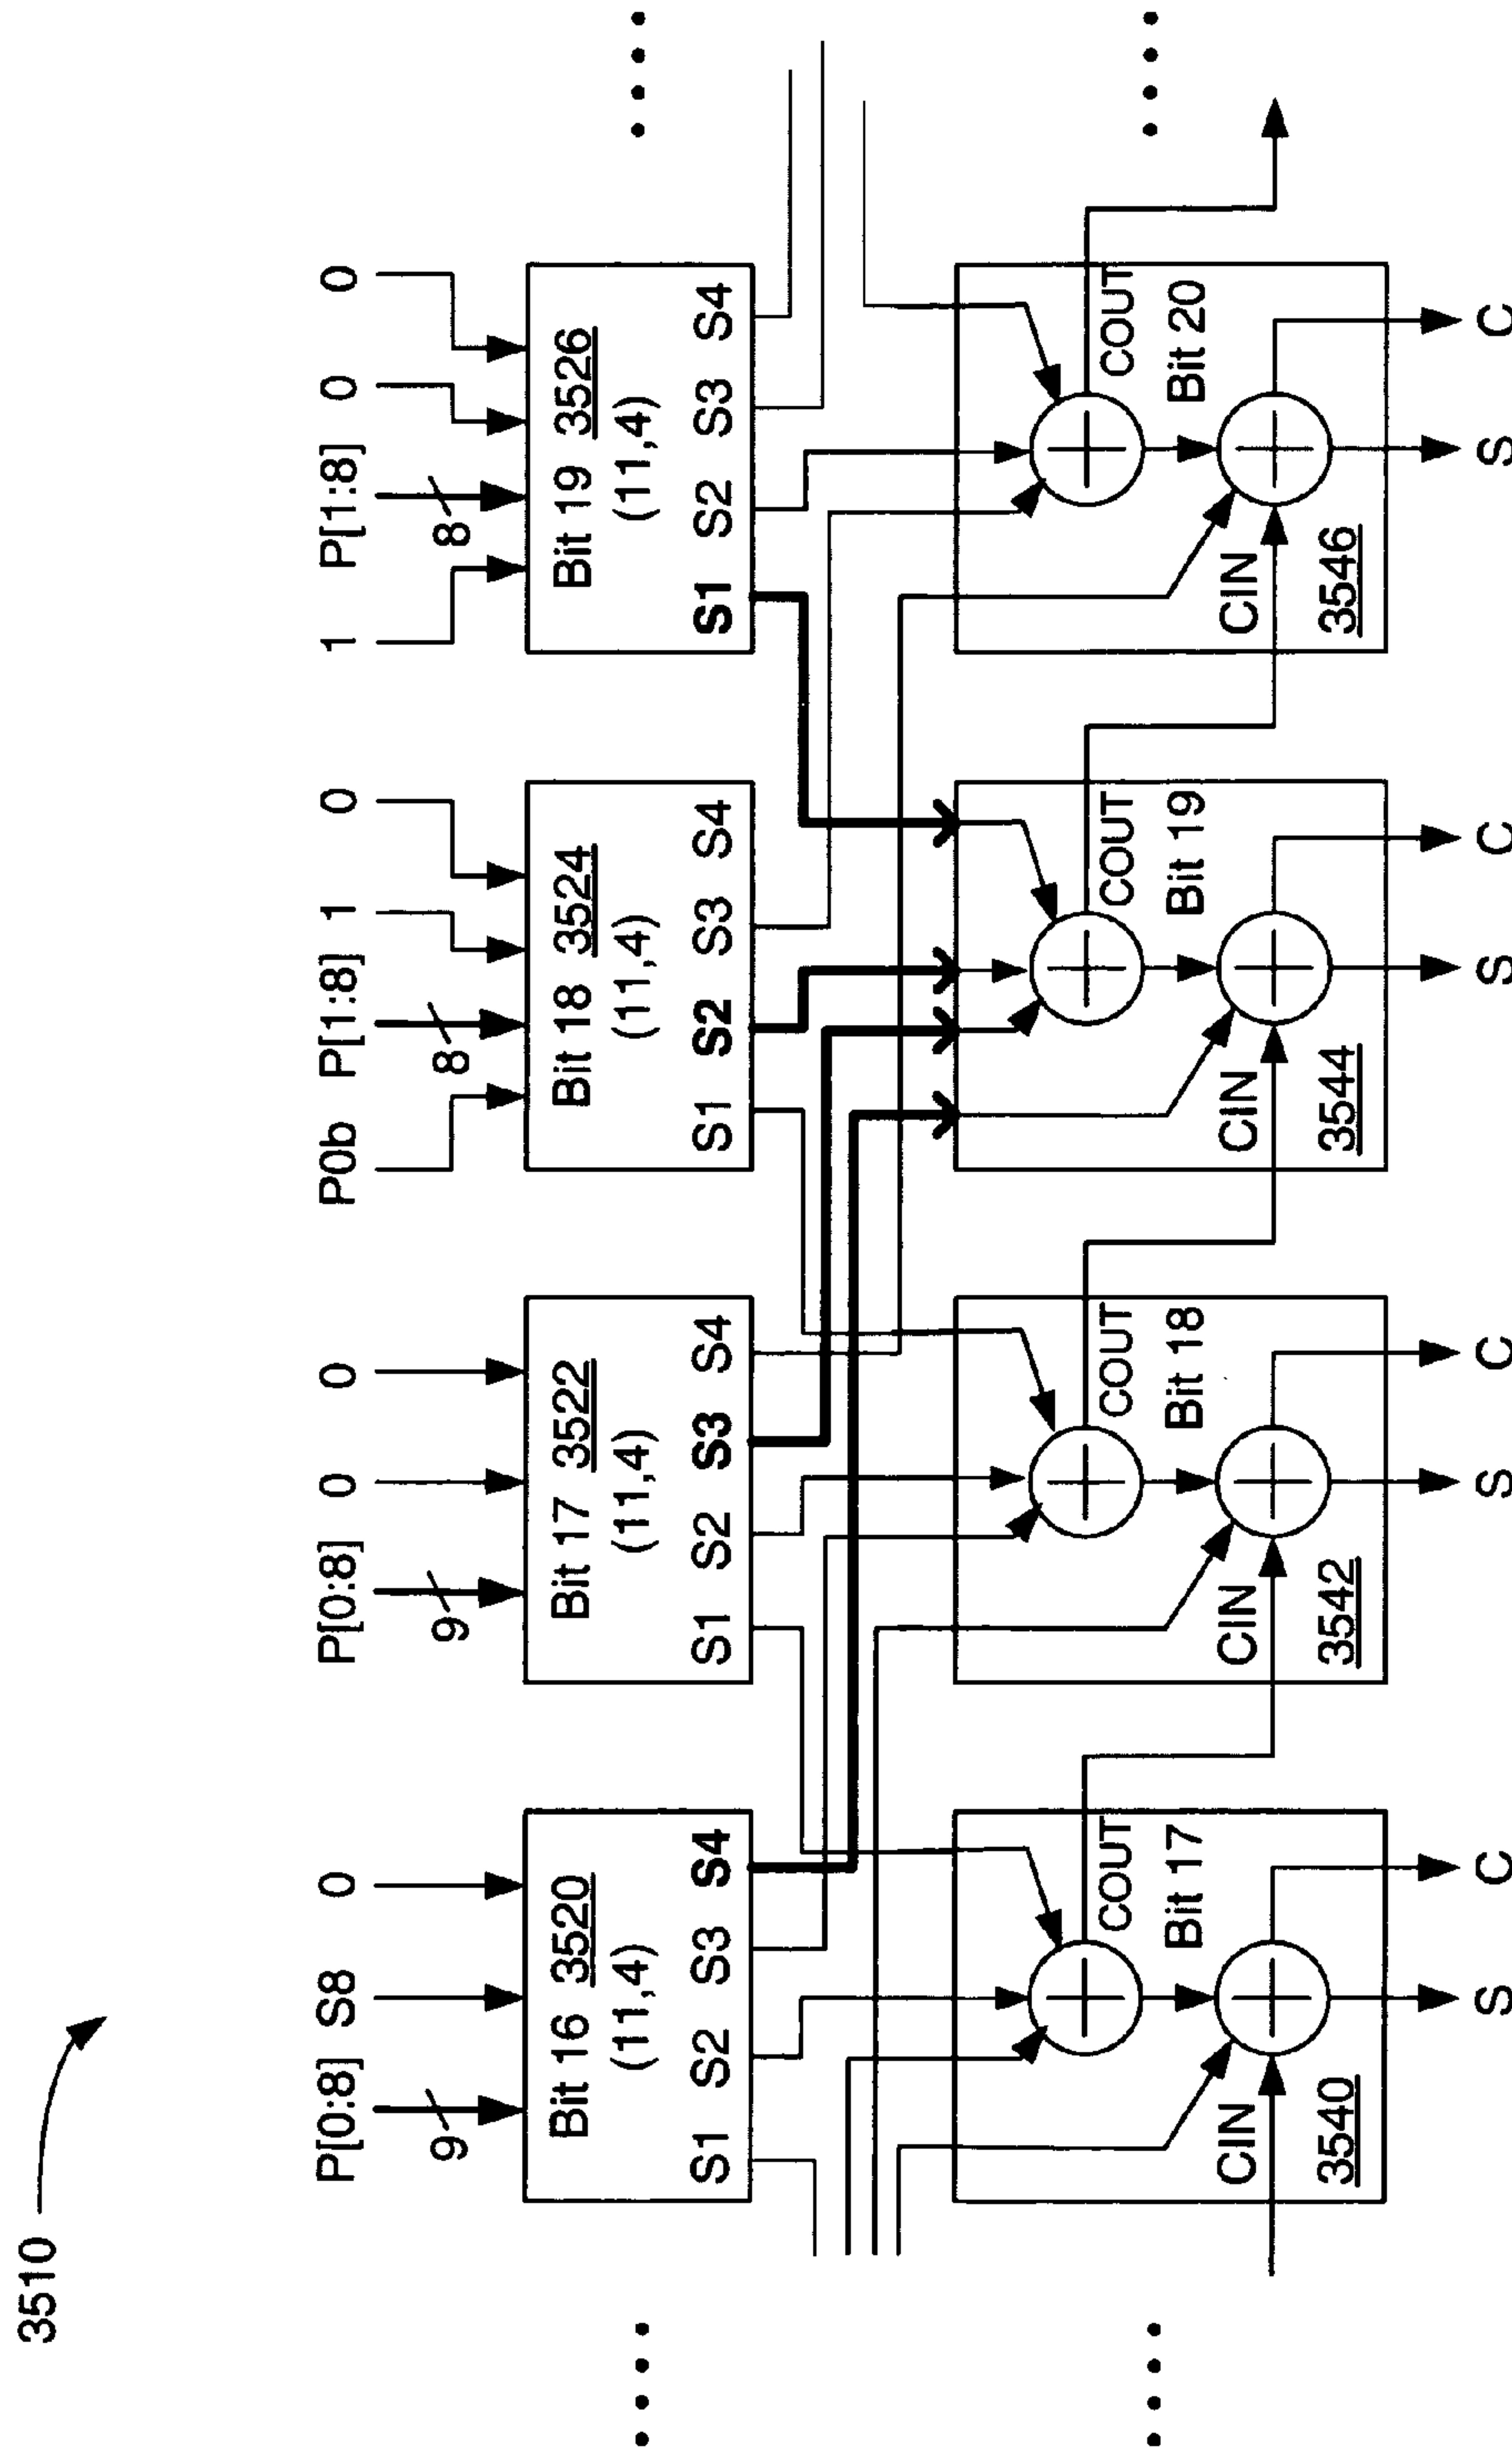 3510
P[0:8] S8 0 P[0:8] 0 0 P0b P[1:8] 1 0 1 P[1:8] 0 0
9 9 8 8
Bit 16 3520 Bit 17 3522 Bit 18 3524 Bit 19 3526
(11,4) (11,4) (11,4) (11,4)
S1 S2 S3 S4 S1 S2 S3 S4 S1 S2 S3 S4 S1 S2 S3 S4
COUT COUT COUT COUT
Bit 17 Bit 18 Bit 19 Bit 20
CIN CIN CIN CIN
3540 3542 3544 3546
S C S C S C S C